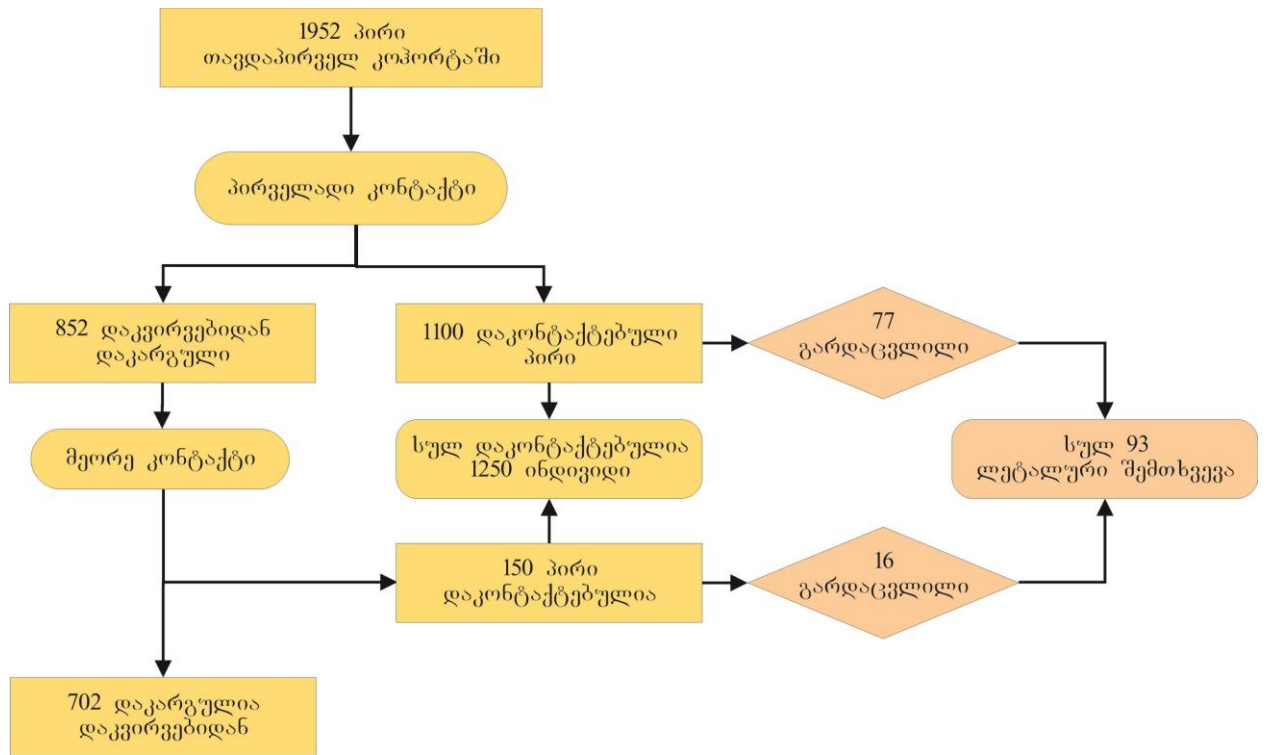 1952 პირი
თავდაპირველ კოჰორტაში
პირველადი კონტაქტი
852 დაკვირვებიდან
დაკარგული
1100 დაკონტაქტებული
პირი
77
გარდაცვლილი
მეორე კონტაქტი
სულ დაკონტაქტებულია
1250 ინდივიდი
სულ 93
ლეტალური შემთხვევა
150 პირი
დაკონტაქტებულია
16
გარდაცვლილი
702 დაკარგულია
დაკვირვებიდან